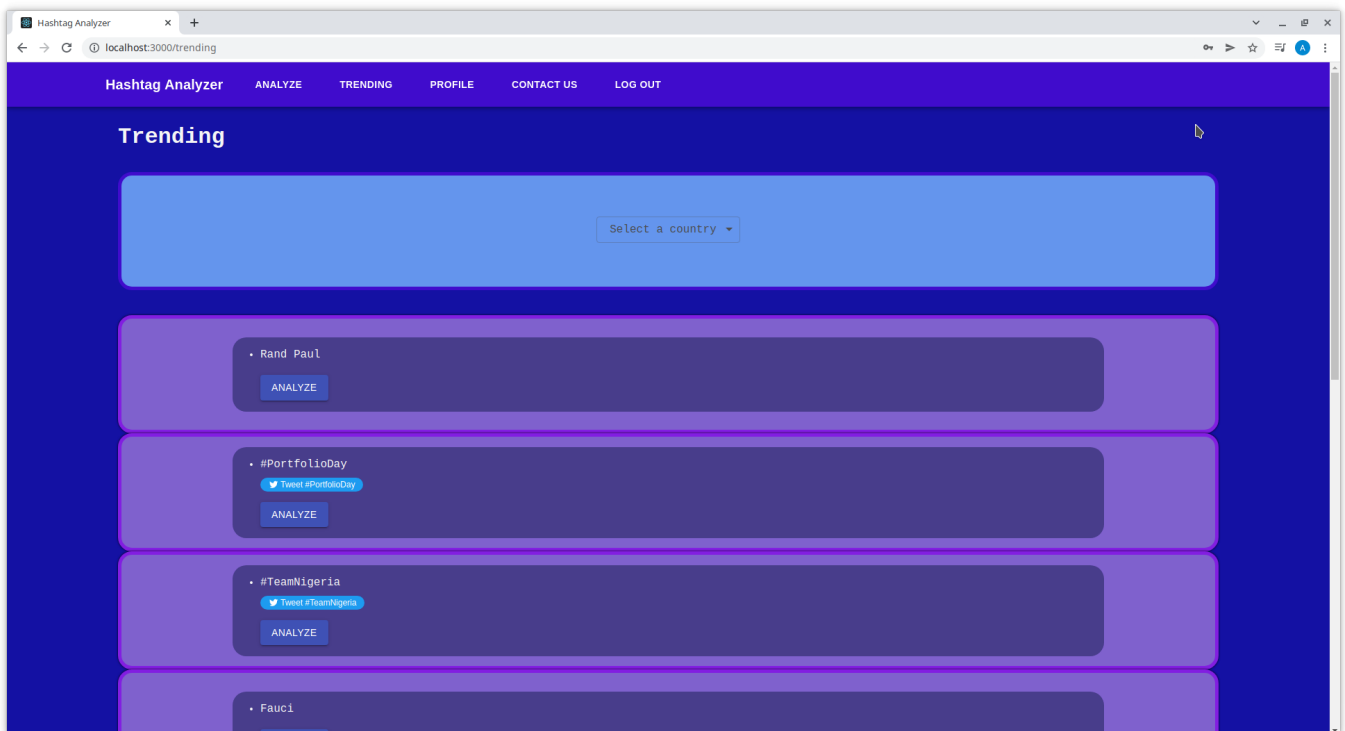 Hashtag Analyzer
localhost:3000/trending
A
Hashtag Analyzer ANALYZE TRENDING PROFILE CONTACT US LOG OUT
Trending
Select a country
• Rand Paul
ANALYZE
• #PortfolioDay
Tweet #PortfolioDay
ANALYZE
• #TeamNigeria
Tweet #TeamNigeria
ANALYZE
• Fauci